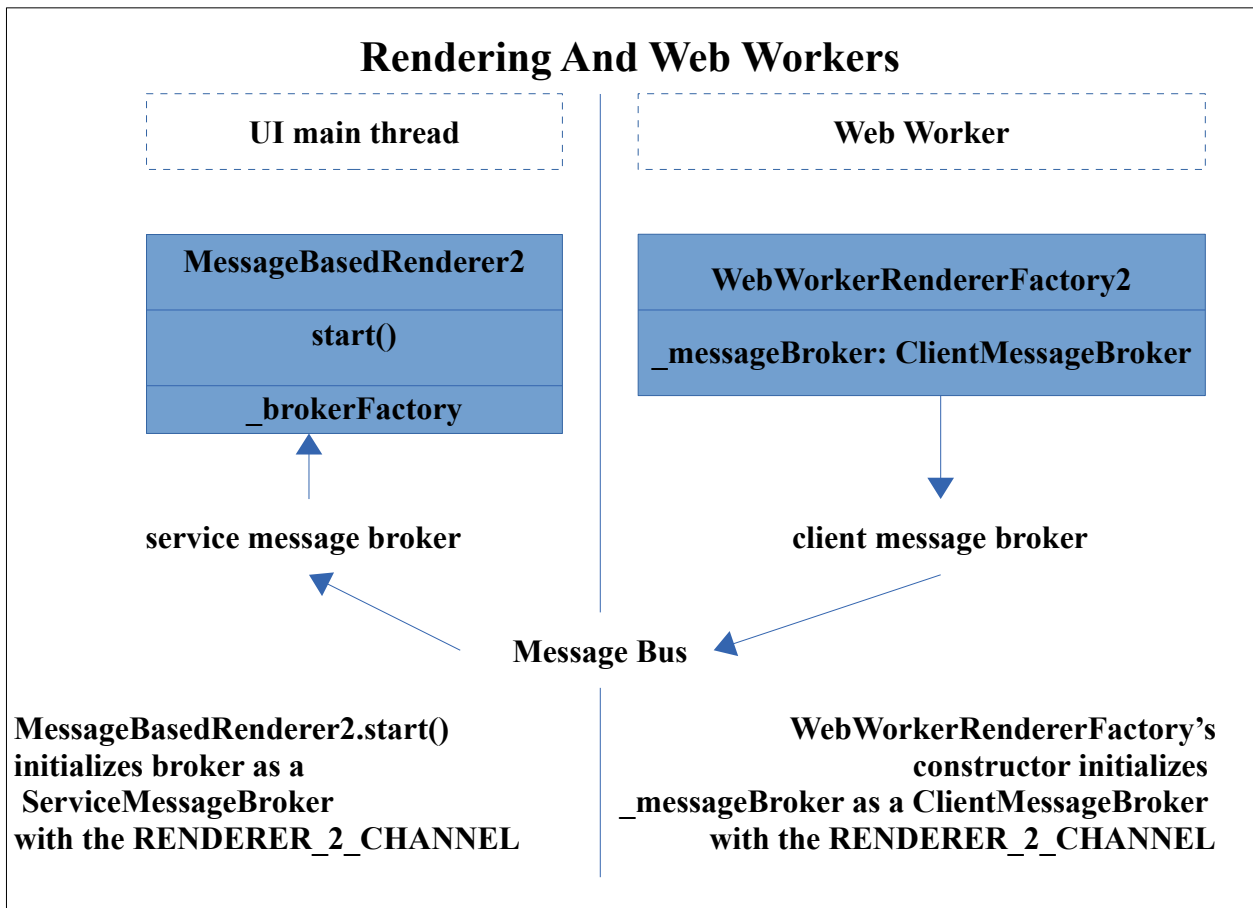 Rendering And Web Workers
UI main thread
Web Worker
MessageBasedRenderer2
start()
_brokerFactory
WebWorkerRendererFactory2
_messageBroker: ClientMessageBroker
service message broker
client message broker
Message Bus
MessageBasedRenderer2.start()
initializes broker as a
ServiceMessageBroker
with the RENDERER_2_CHANNEL
WebWorkerRendererFactory’s
constructor initializes
_messageBroker as a ClientMessageBroker
with the RENDERER_2_CHANNEL